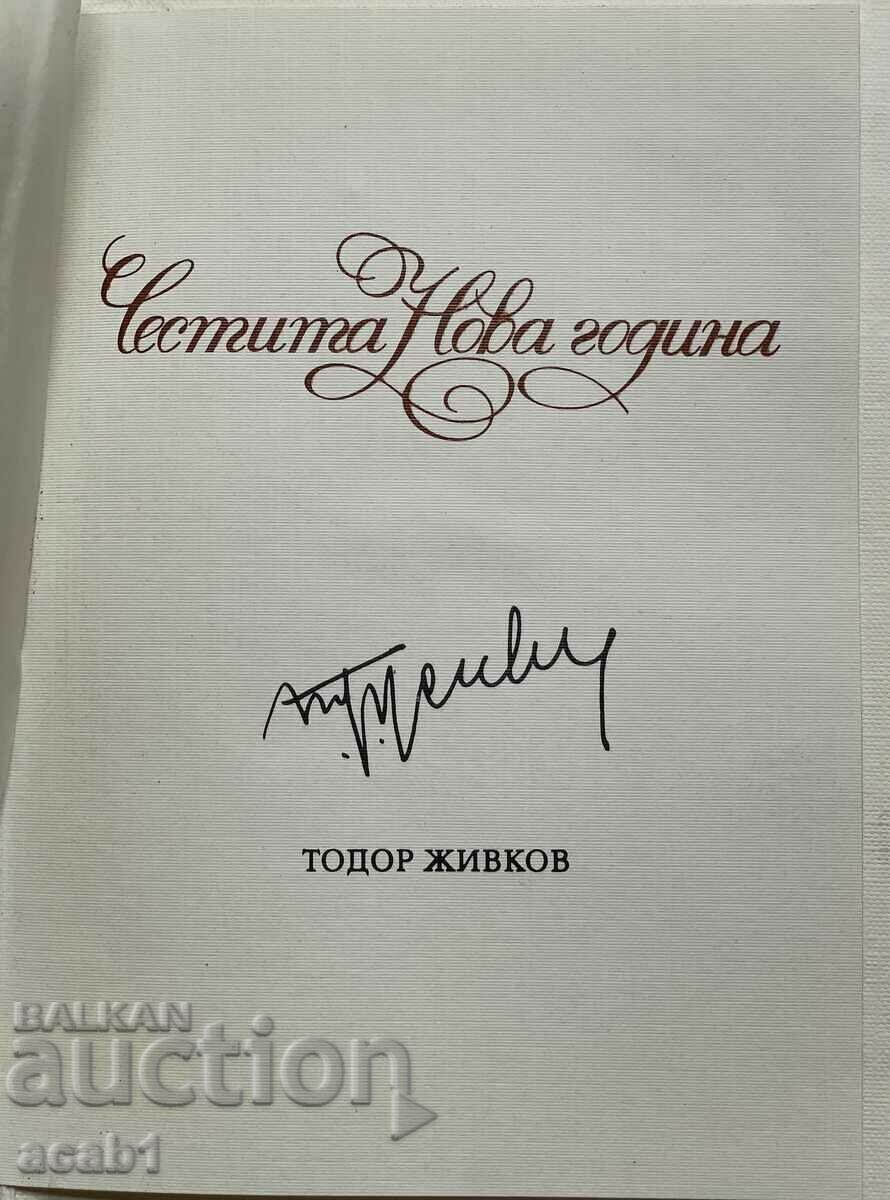 Честита Нова година
ТОДОР ЖИВКОВ
BALKAN
auction
acab1